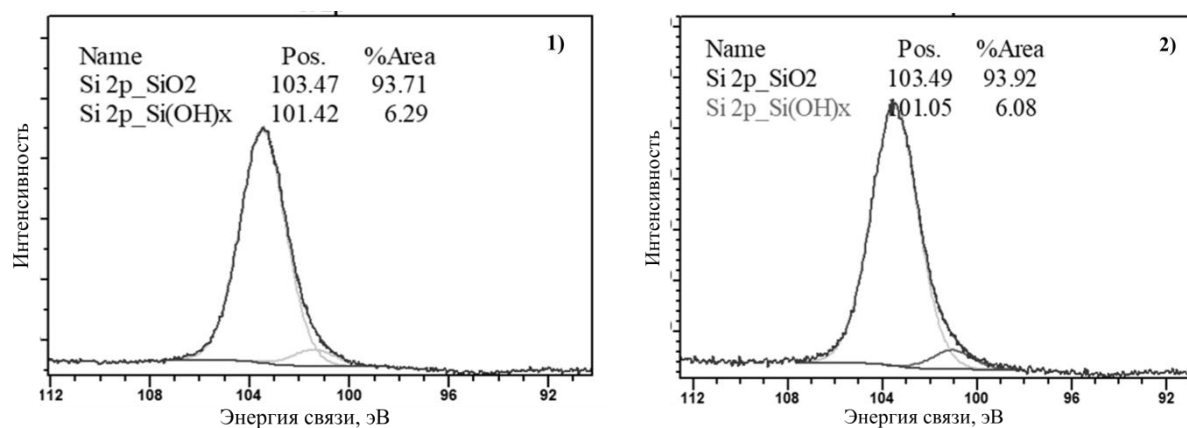 1)
Name Pos. %Area
Si 2p_SiO2 103.47 93.71
Si 2p_Si(OH)x 101.42 6.29
Интенсивность
112 108 104 100 96 92
Энергия связи, эВ
2)
Name Pos. %Area
Si 2p_SiO2 103.49 93.92
Si 2p_Si(OH)x 101.05 6.08
Интенсивность
112 108 104 100 96 92
Энергия связи, эВ